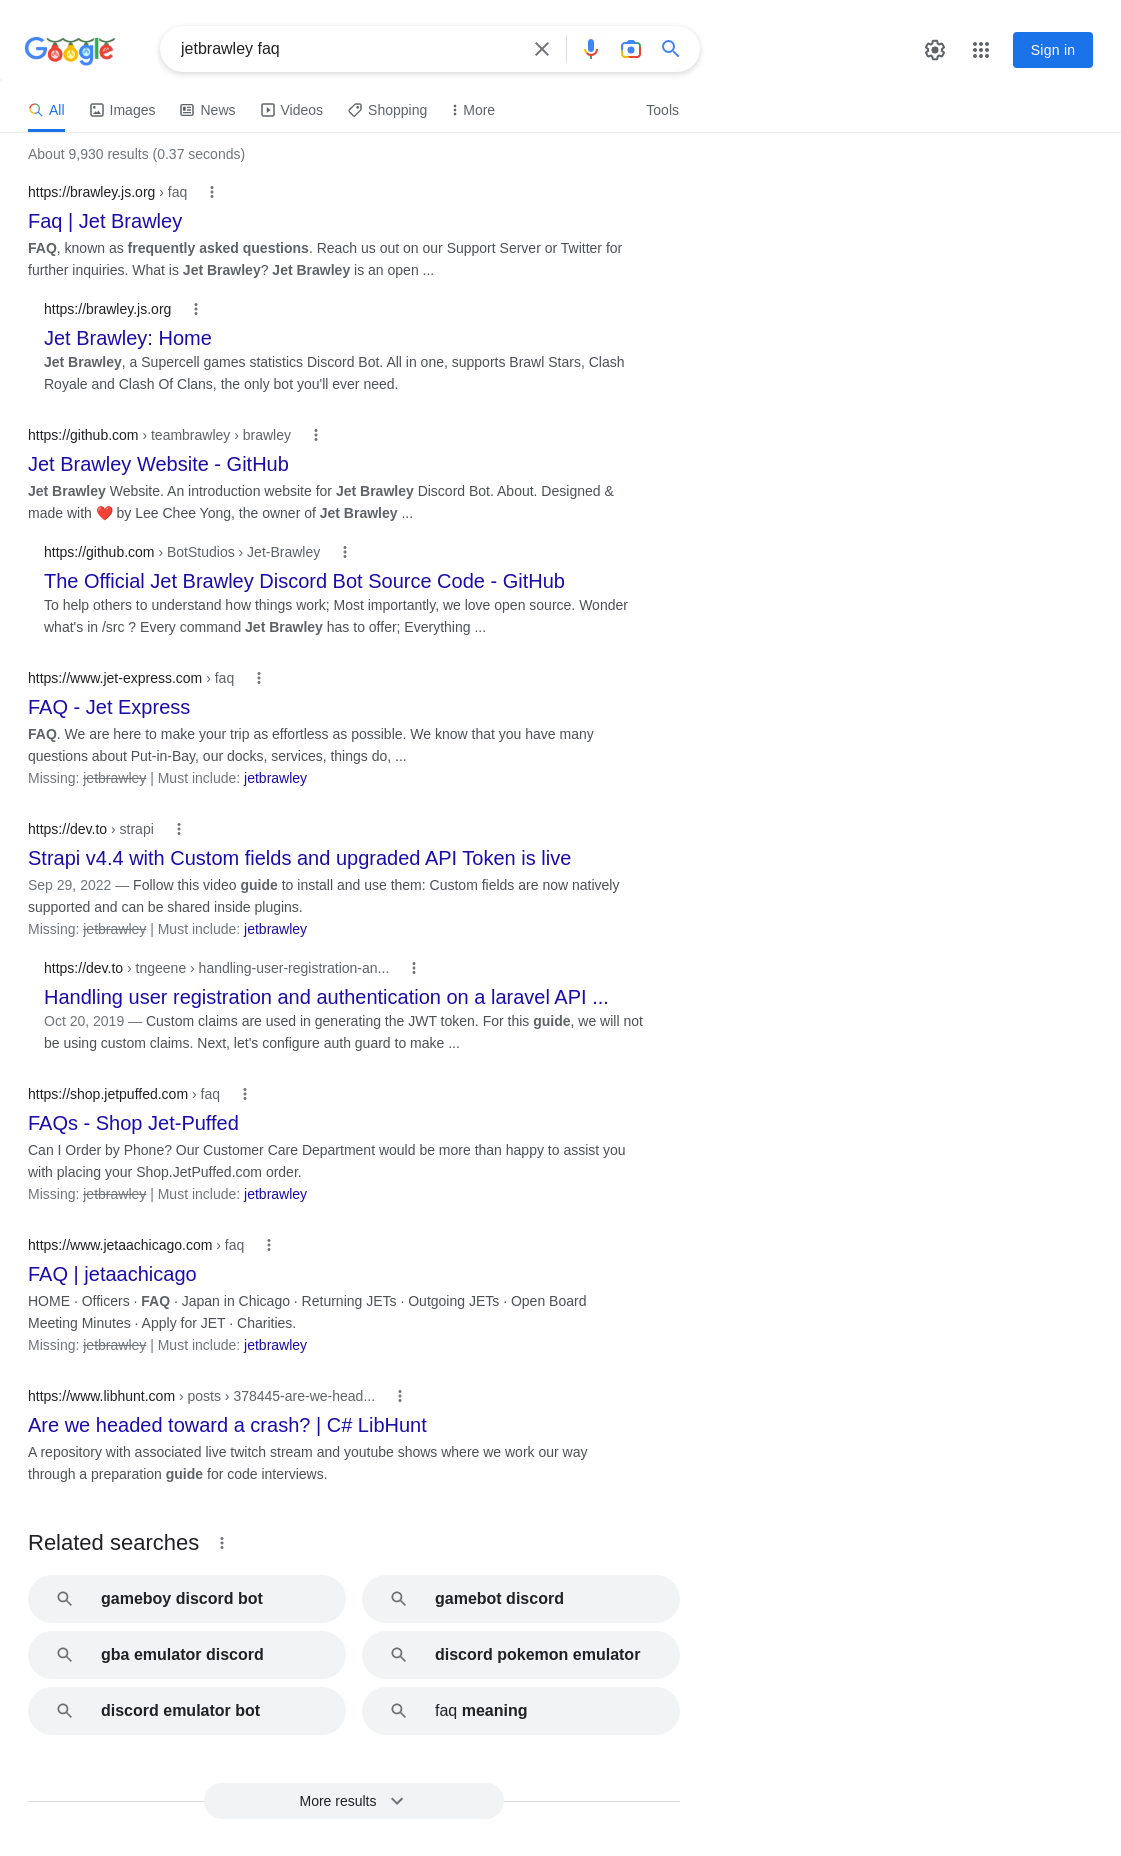 Google
jetbrawley faq
Sign in
All Images News Videos Shopping More Tools
About 9,930 results (0.37 seconds)
https://brawley.js.org › faq
Faq | Jet Brawley
FAQ, known as frequently asked questions. Reach us out on our Support Server or Twitter for
further inquiries. What is Jet Brawley? Jet Brawley is an open ...
https://brawley.js.org
Jet Brawley: Home
Jet Brawley, a Supercell games statistics Discord Bot. All in one, supports Brawl Stars, Clash
Royale and Clash Of Clans, the only bot you'll ever need.
https://github.com › teambrawley › brawley
Jet Brawley Website - GitHub
Jet Brawley Website. An introduction website for Jet Brawley Discord Bot. About. Designed &
made with ❤️ by Lee Chee Yong, the owner of Jet Brawley ...
https://github.com › BotStudios › Jet-Brawley
The Official Jet Brawley Discord Bot Source Code - GitHub
To help others to understand how things work; Most importantly, we love open source. Wonder
what's in /src ? Every command Jet Brawley has to offer; Everything ...
https://www.jet-express.com › faq
FAQ - Jet Express
FAQ. We are here to make your trip as effortless as possible. We know that you have many
questions about Put-in-Bay, our docks, services, things do, ...
Missing: jetbrawley | Must include: jetbrawley
https://dev.to › strapi
Strapi v4.4 with Custom fields and upgraded API Token is live
Sep 29, 2022 — Follow this video guide to install and use them: Custom fields are now natively
supported and can be shared inside plugins.
Missing: jetbrawley | Must include: jetbrawley
https://dev.to › tngeene › handling-user-registration-an...
Handling user registration and authentication on a laravel API ...
Oct 20, 2019 — Custom claims are used in generating the JWT token. For this guide, we will not
be using custom claims. Next, let's configure auth guard to make ...
https://shop.jetpuffed.com › faq
FAQs - Shop Jet-Puffed
Can I Order by Phone? Our Customer Care Department would be more than happy to assist you
with placing your Shop.JetPuffed.com order.
Missing: jetbrawley | Must include: jetbrawley
https://www.jetaachicago.com › faq
FAQ | jetaachicago
HOME · Officers · FAQ · Japan in Chicago · Returning JETs · Outgoing JETs · Open Board
Meeting Minutes · Apply for JET · Charities.
Missing: jetbrawley | Must include: jetbrawley
https://www.libhunt.com › posts › 378445-are-we-head...
Are we headed toward a crash? | C# LibHunt
A repository with associated live twitch stream and youtube shows where we work our way
through a preparation guide for code interviews.
Related searches
gameboy discord bot
gamebot discord
gba emulator discord
discord pokemon emulator
discord emulator bot
faq meaning
More results